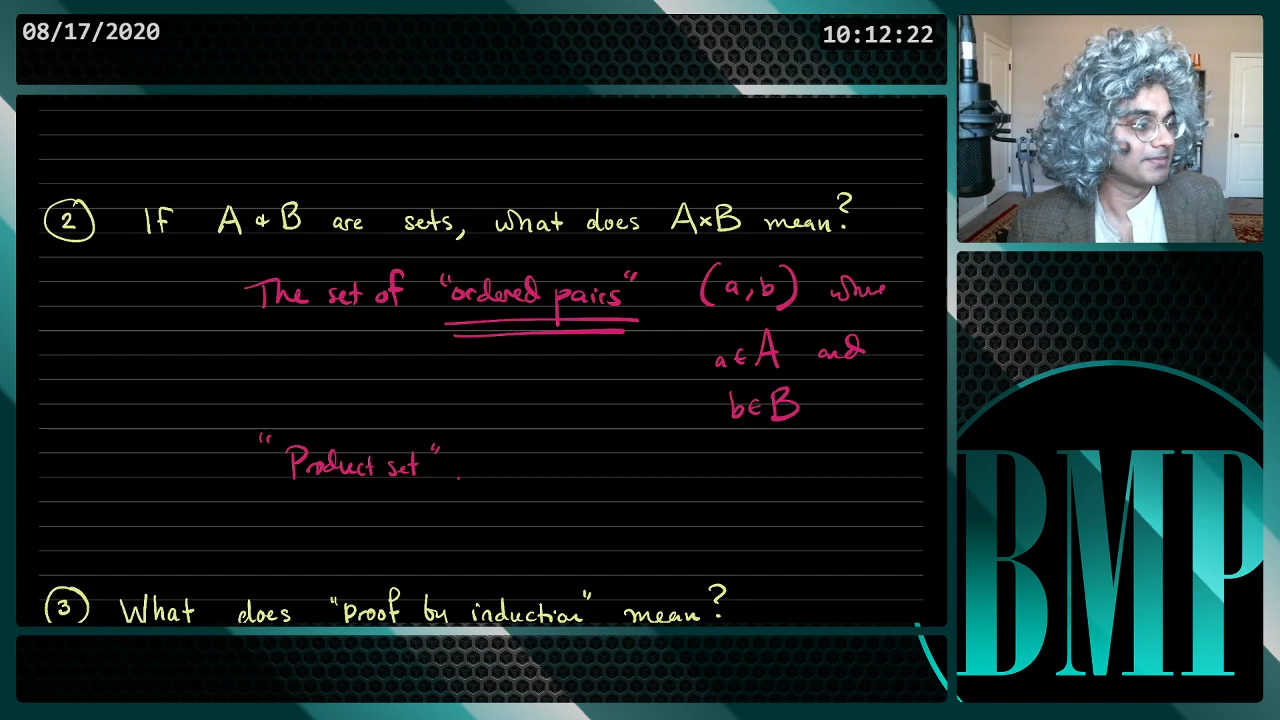 08/17/2020
10:12:22
② If A & B are sets, what does A×B mean?
The set of "ordered pairs" (a,b) where
a∈A and
b∈B
"Product set".
③ What does "proof by induction" mean?
BMP